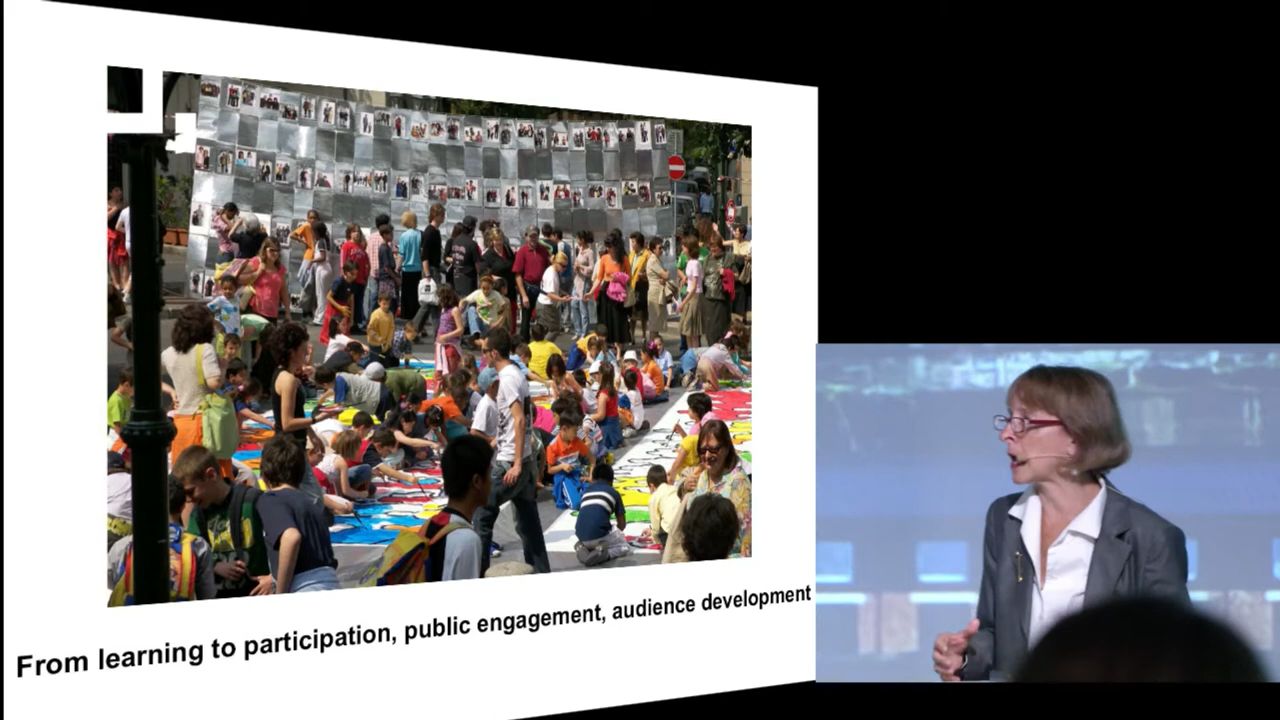 From learning to participation, public engagement, audience development